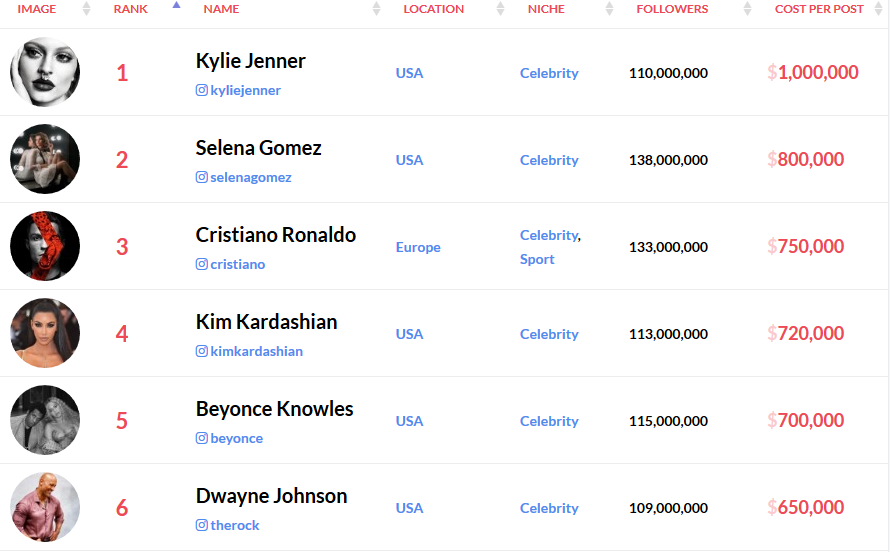 IMAGE RANK NAME LOCATION NICHE FOLLOWERS COST PER POST
1 Kylie Jenner USA Celebrity 110,000,000 $1,000,000
kyliejenner
2 Selena Gomez USA Celebrity 138,000,000 $800,000
selenagomez
3 Cristiano Ronaldo Europe Celebrity, 133,000,000 $750,000
cristiano Sport
4 Kim Kardashian USA Celebrity 113,000,000 $720,000
kimkardashian
5 Beyonce Knowles USA Celebrity 115,000,000 $700,000
beyonce
6 Dwayne Johnson USA Celebrity 109,000,000 $650,000
therock